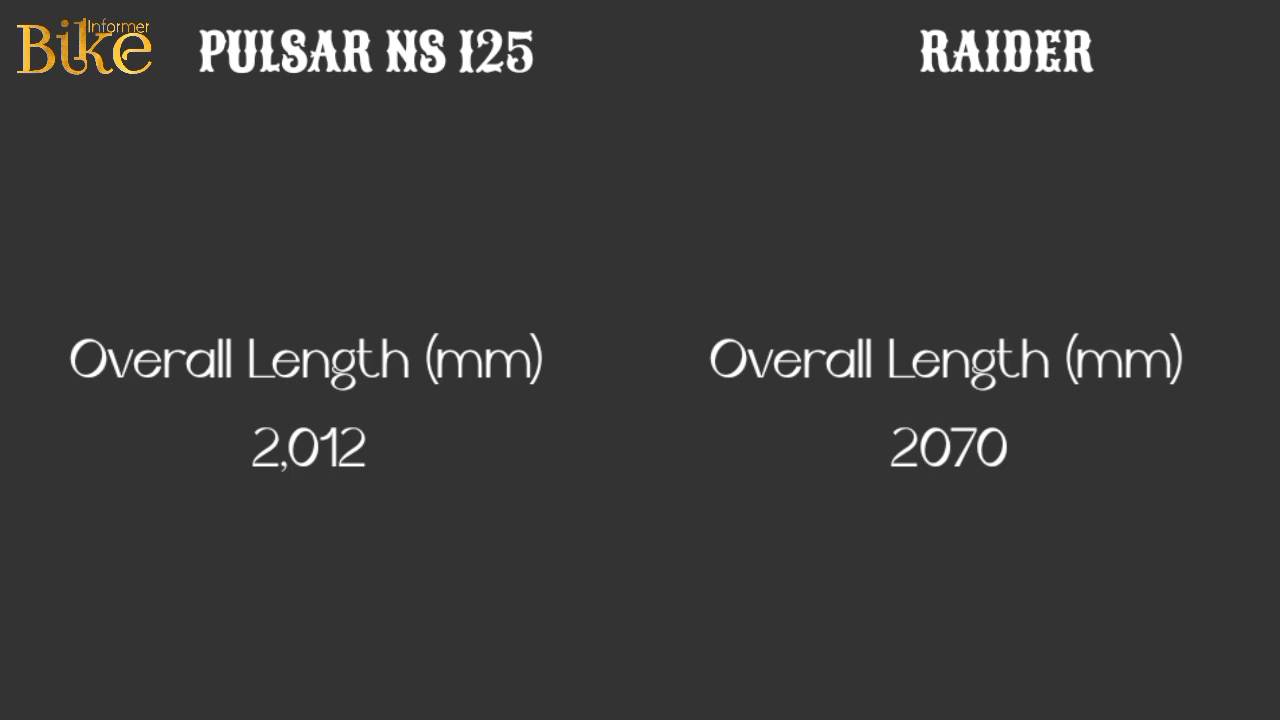 Bike Informer
PULSAR NS 125
RAIDER
Overall Length (mm)
2,012
Overall Length (mm)
2070